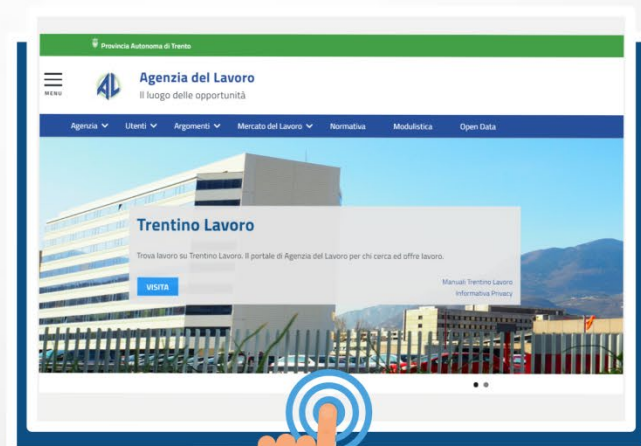 Provincia Autonoma di Trento
MENU
AL
Agenzia del Lavoro
Il luogo delle opportunità
Agenzia Utenti Argomenti Mercato del Lavoro Normativa Modulistica Open Data
Trentino Lavoro
Trova lavoro su Trentino Lavoro. Il portale di Agenzia del Lavoro per chi cerca ed offre lavoro.
VISITA
Manuali Trentino Lavoro
Informativa Privacy